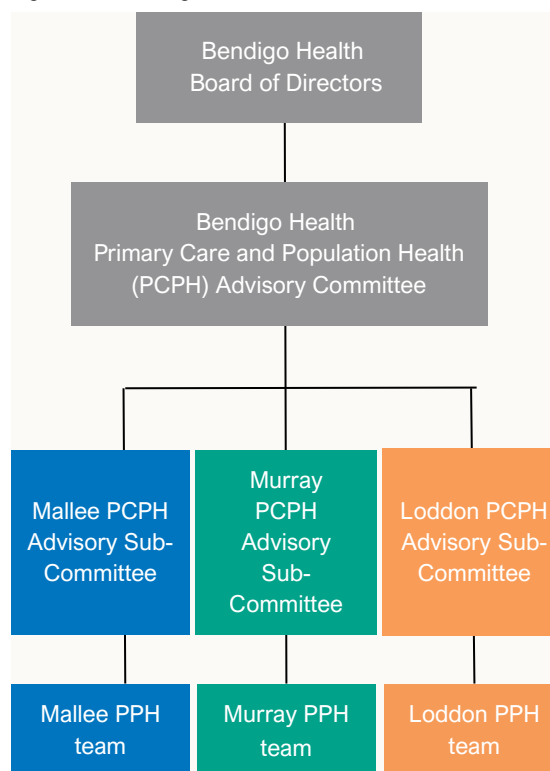 Bendigo Health
Board of Directors
Bendigo Health
Primary Care and Population Health
(PCPH) Advisory Committee
Mallee PCPH
Advisory Sub-
Committee
Murray
PCPH
Advisory
Sub-
Committee
Loddon PCPH
Advisory Sub-
Committee
Mallee PPH
team
Murray PPH
team
Loddon PPH
team